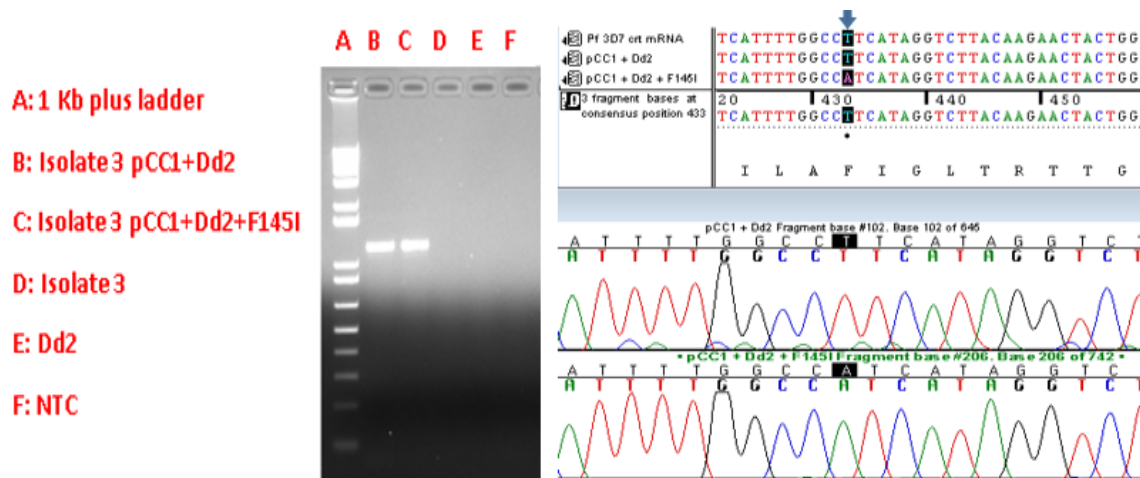 A B C D E F
A: 1 Kb plus ladder
B: Isolate 3 pCC1+Dd2
C: Isolate 3 pCC1+Dd2+F145I
D: Isolate 3
E: Dd2
F: NTC
Pf 3D7 crt mRNA TCATTTTGGCCTTCATAGGTCTTACAAGAACTACTGG
pCC1 + Dd2 TCATTTTGGCCTTCATAGGTCTTACAAGAACTACTGG
pCC1 + Dd2 + F145I TCATTTTGGCCATCATAGGTCTTACAAGAACTACTGG
3 fragment bases at 20 430 440 450
consensus position 433 TCATTTTGGCCTTCATAGGTCTTACAAGAACTACTGG
I L A F I G L T R T T G
pCC1 + Dd2 Fragment base #102. Base 102 of 645
A T T T T G G C C T T C A T A G G T C T
A T T T T G G C C T T C A T A G G T C T
• pCC1 + Dd2 + F145I Fragment base #206. Base 206 of 742 •
A T T T T G G C C A T C A T A G G T C T
A T T T T G G C C A T C A T A G G T C T